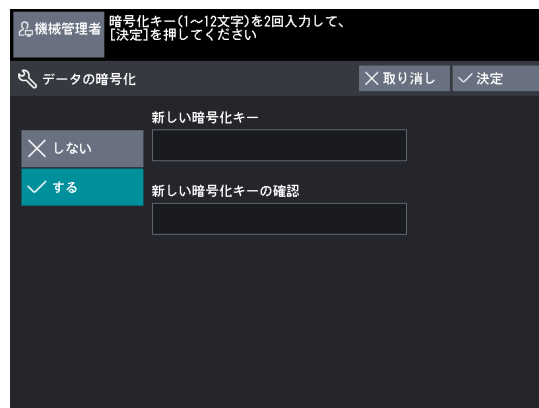 機械管理者
暗号化キー(1～12文字)を2回入力して、
[決定]を押してください
データの暗号化
取り消し
決定
新しい暗号化キー
しない
する
新しい暗号化キーの確認